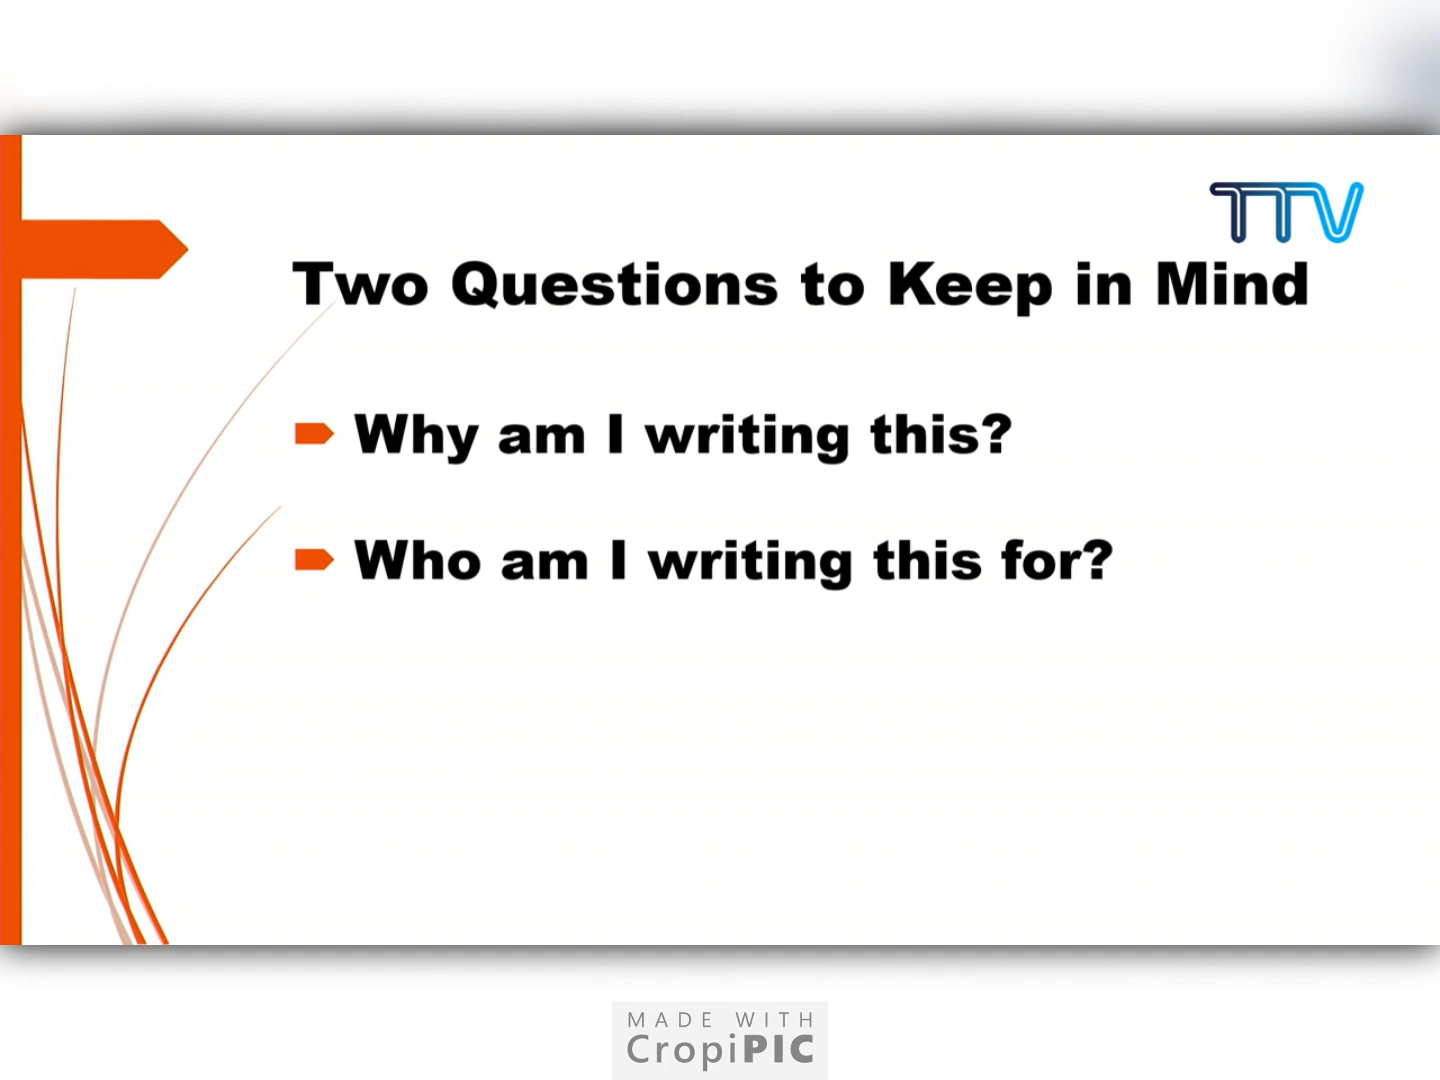 TTV
Two Questions to Keep in Mind
Why am I writing this?
Who am I writing this for?
MADE WITH
CropiPIC